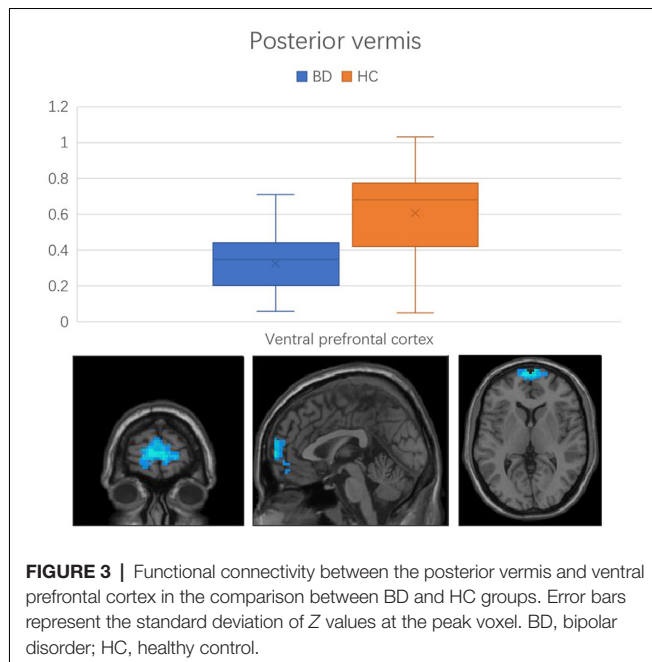 Posterior vermis
BD HC
1.2
1
0.8
0.6
0.4
0.2
0
Ventral prefrontal cortex
FIGURE 3 | Functional connectivity between the posterior vermis and ventral
prefrontal cortex in the comparison between BD and HC groups. Error bars
represent the standard deviation of Z values at the peak voxel. BD, bipolar
disorder; HC, healthy control.